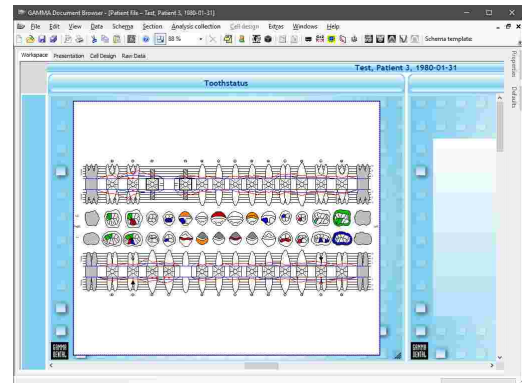 GAMMA Document Browser - [Patient file - Test, Patient 3, 1980-01-31]
File Edit View Data Schema Section Analysis collection Cell design Extras Windows Help
88 % Schema template:
Workspace Presentation Cell Design Raw Data
Properties
Defaults
Test, Patient 3, 1980-01-31
Toothstatus
GAMMA DENTAL
GAMMA DENTAL